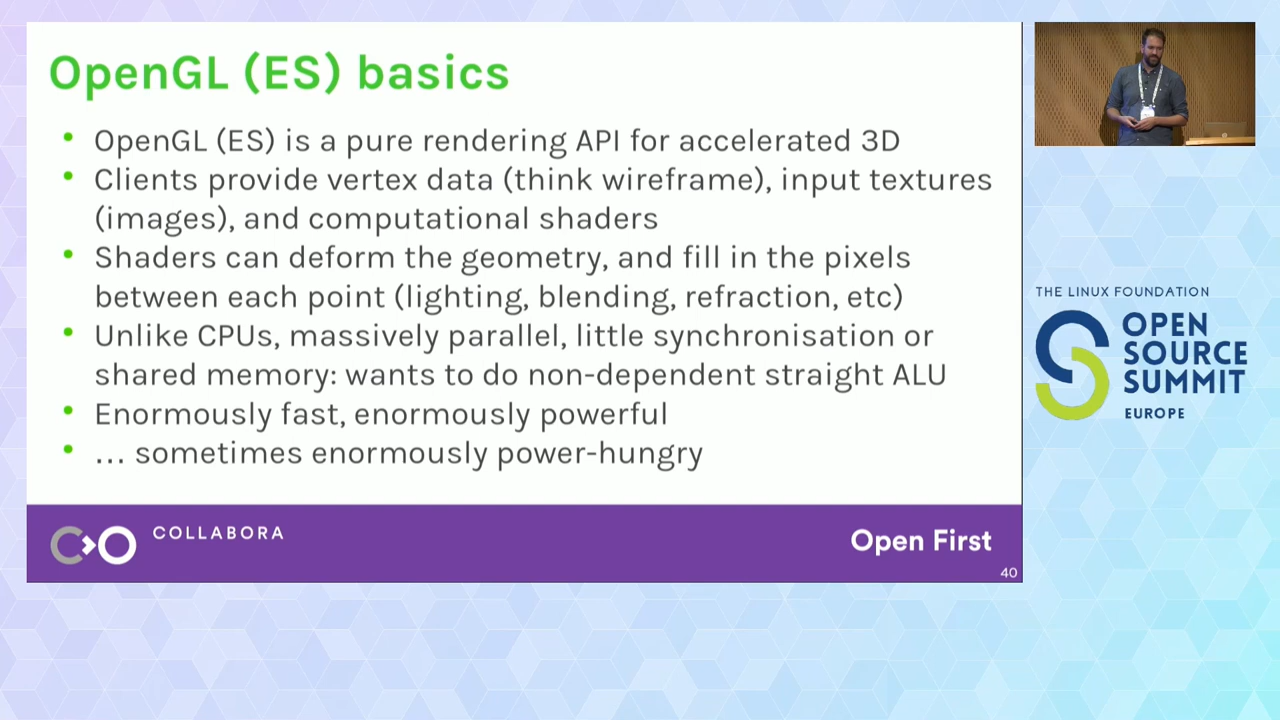 OpenGL (ES) basics
• OpenGL (ES) is a pure rendering API for accelerated 3D
• Clients provide vertex data (think wireframe), input textures
(images), and computational shaders
• Shaders can deform the geometry, and fill in the pixels
between each point (lighting, blending, refraction, etc)
• Unlike CPUs, massively parallel, little synchronisation or
shared memory: wants to do non-dependent straight ALU
• Enormously fast, enormously powerful
• … sometimes enormously power-hungry
COLLABORA
Open First
40
THE LINUX FOUNDATION
OPEN
SOURCE
SUMMIT
EUROPE